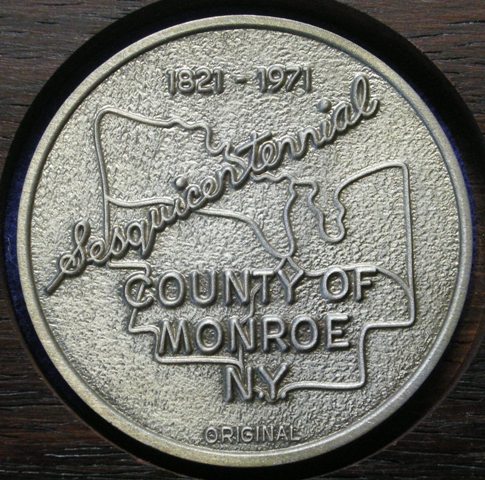 1821 - 1971
Sesquicentennial
COUNTY OF
MONROE
N.Y.
ORIGINAL